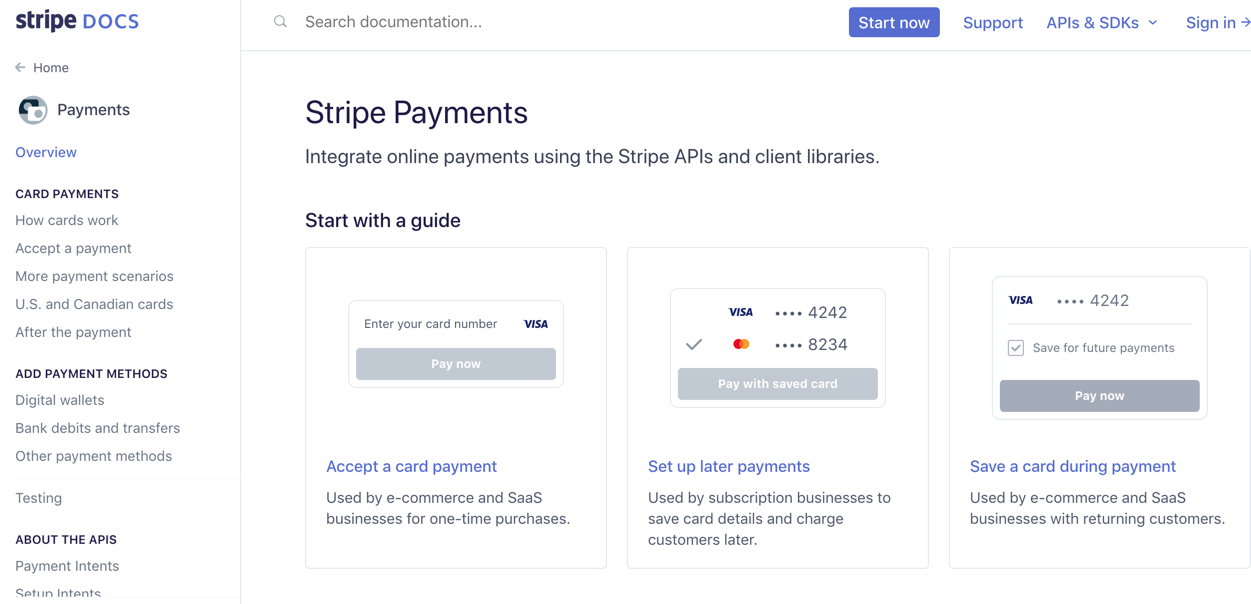 stripe DOCS
Search documentation...
Start now
Support
APIs & SDKs
Sign in →
← Home
Payments
Overview
CARD PAYMENTS
How cards work
Accept a payment
More payment scenarios
U.S. and Canadian cards
After the payment
ADD PAYMENT METHODS
Digital wallets
Bank debits and transfers
Other payment methods
Testing
ABOUT THE APIS
Payment Intents
Setup Intents
Stripe Payments
Integrate online payments using the Stripe APIs and client libraries.
Start with a guide
Enter your card number VISA
Pay now
Accept a card payment
Used by e-commerce and SaaS
businesses for one-time purchases.
VISA •••• 4242
•••• 8234
Pay with saved card
Set up later payments
Used by subscription businesses to
save card details and charge
customers later.
VISA •••• 4242
Save for future payments
Pay now
Save a card during payment
Used by e-commerce and SaaS
businesses with returning customers.